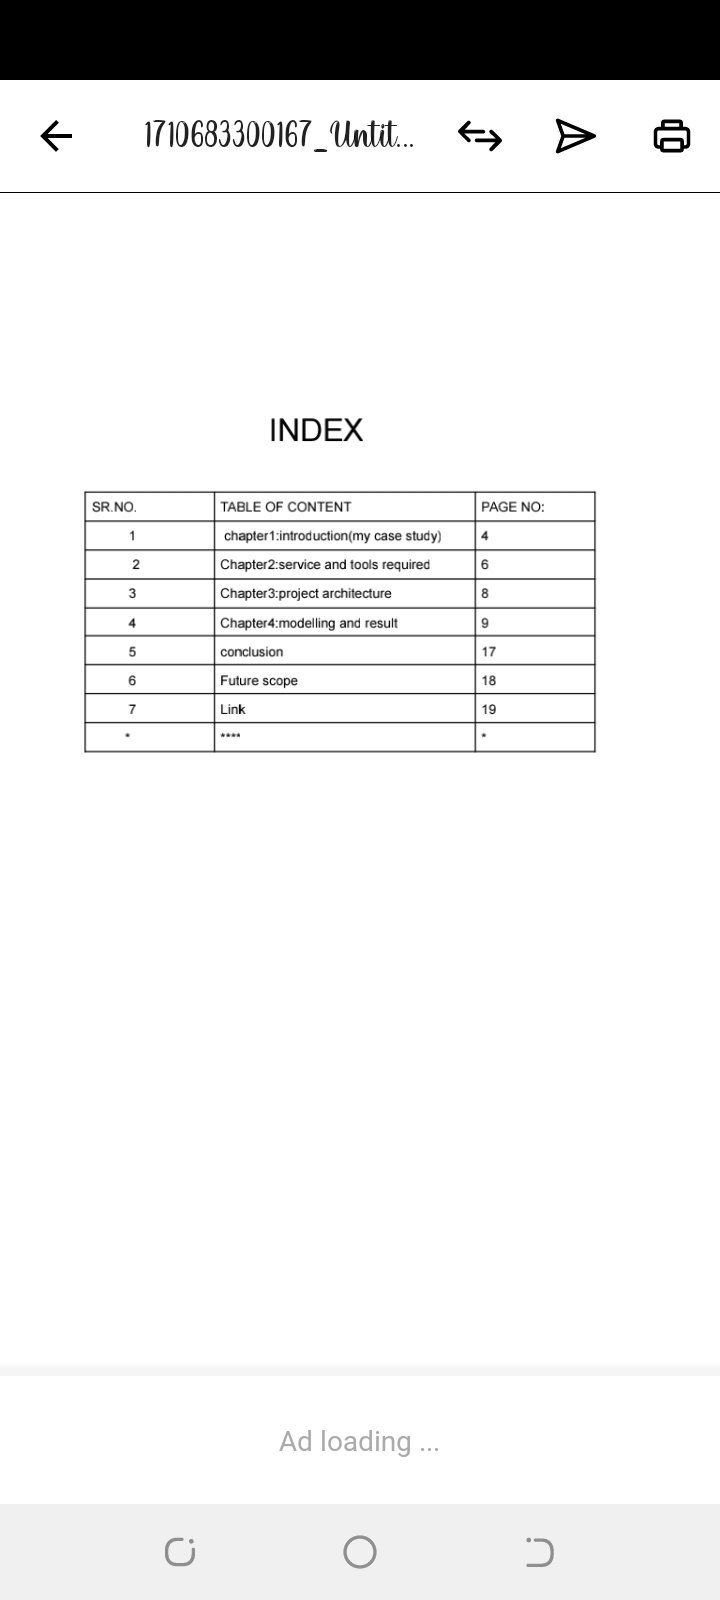 1710683300167_Untit...
INDEX
SR.NO. TABLE OF CONTENT PAGE NO:
1 chapter1:introduction(my case study) 4
2 Chapter2:service and tools required 6
3 Chapter3:project architecture 8
4 Chapter4:modelling and result 9
5 conclusion 17
6 Future scope 18
7 Link 19
* **** *
Ad loading ...